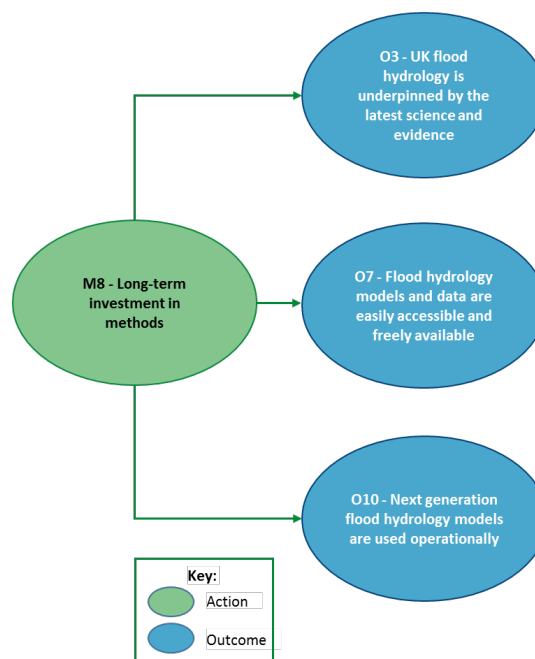 O3 - UK flood
hydrology is
underpinned by the
latest science and
evidence
M8 - Long-term
investment in
methods
O7 - Flood hydrology
models and data are
easily accessible and
freely available
O10 - Next generation
flood hydrology models
are used operationally
Key:
Action
Outcome